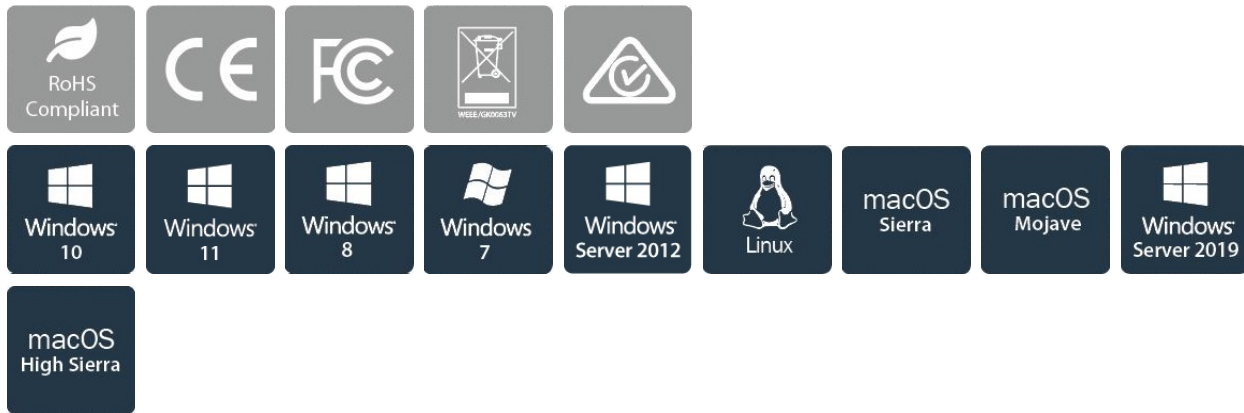 RoHS
Compliant
CE
FC
WEEE/GK0083TV
Windows
10
Windows
11
Windows
8
Windows
7
Windows
Server 2012
Linux
macOS
Sierra
macOS
Mojave
Windows
Server 2019
macOS
High Sierra